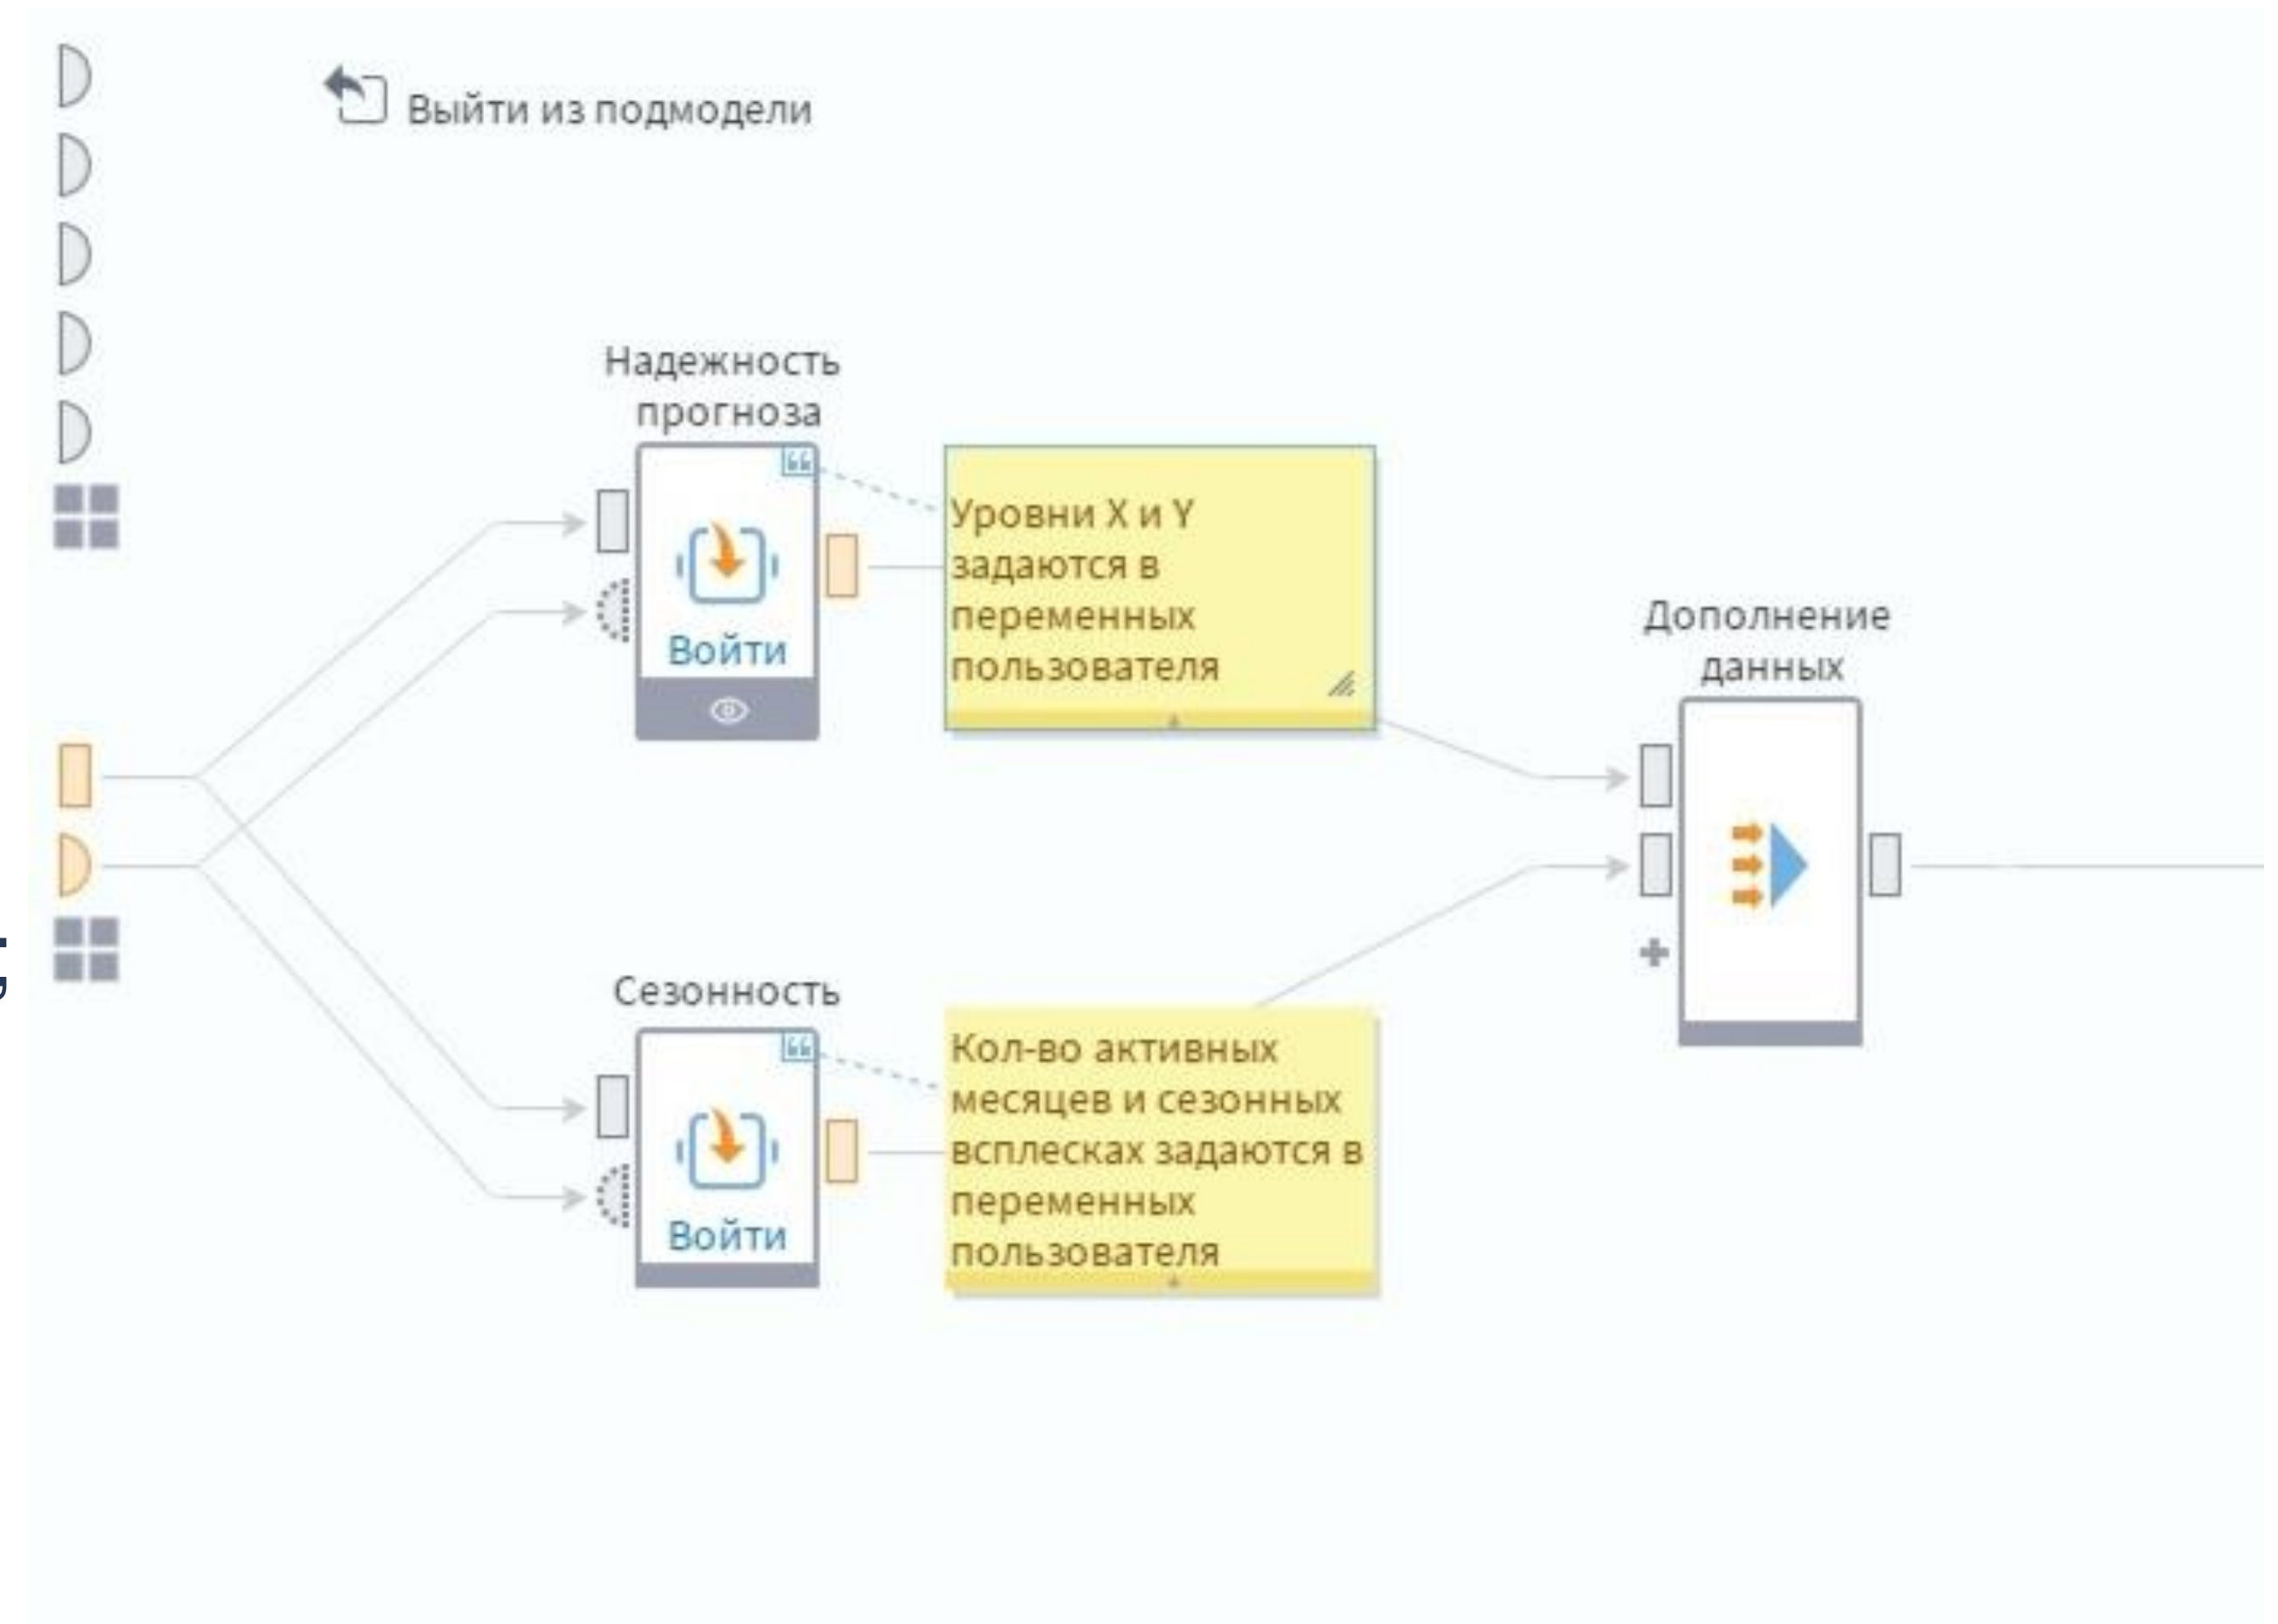 Выйти из подмодели
Надежность
прогноза
Войти
Уровни X и Y
задаются в
переменных
пользователя
Дополнение
данных
Сезонность
Войти
Кол-во активных
месяцев и сезонных
всплесках задаются в
переменных
пользователя